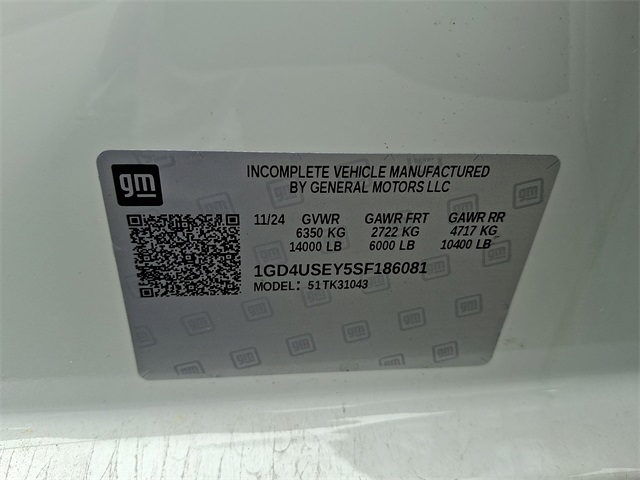 gm
INCOMPLETE VEHICLE MANUFACTURED
BY GENERAL MOTORS LLC
11/24 GVWR GAWR FRT GAWR RR
6350 KG 2722 KG 4717 KG
14000 LB 6000 LB 10400 LB
1GD4USEY5SF186081
MODEL: 51TK31043